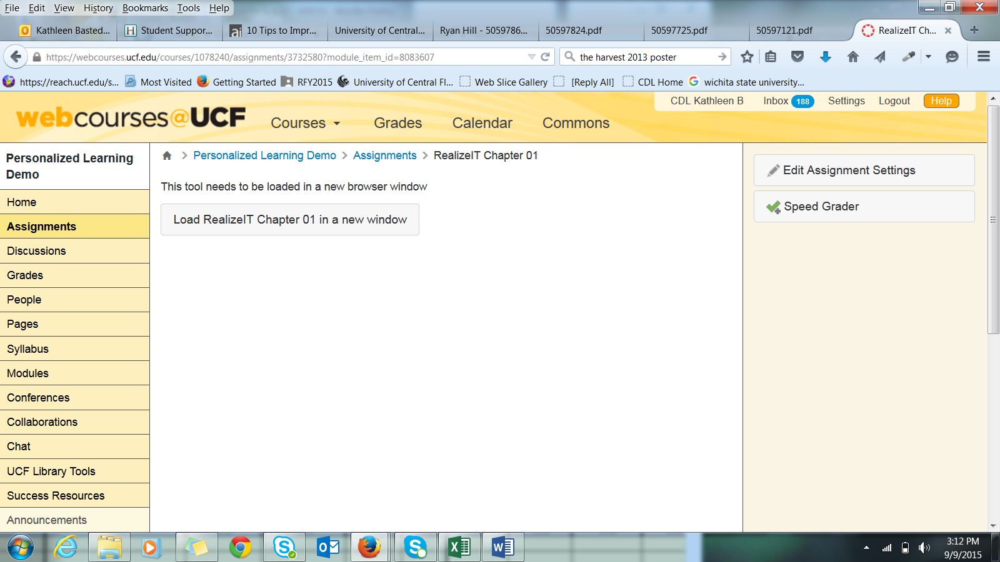 File Edit View History Bookmarks Tools Help
Kathleen Basted... Student Suppor... 10 Tips to Impr... University of Central... Ryan Hill - 5059786... 50597824.pdf 50597725.pdf 50597121.pdf RealizeIT Ch...
https://webcourses.ucf.edu/courses/1078240/assignments/3732580?module_item_id=8083607 the harvest 2013 poster
https://reach.ucf.edu/s... Most Visited Getting Started RFY2015 University of Central Fl... Web Slice Gallery [Reply All] CDL Home wichita state university...
CDL Kathleen B Inbox 188 Settings Logout Help
webcourses@UCF Courses Grades Calendar Commons
Personalized Learning
Demo
Personalized Learning Demo > Assignments > RealizeIT Chapter 01
This tool needs to be loaded in a new browser window
Load RealizeIT Chapter 01 in a new window
Edit Assignment Settings
Speed Grader
Home
Assignments
Discussions
Grades
People
Pages
Syllabus
Modules
Conferences
Collaborations
Chat
UCF Library Tools
Success Resources
Announcements
3:12 PM
9/9/2015